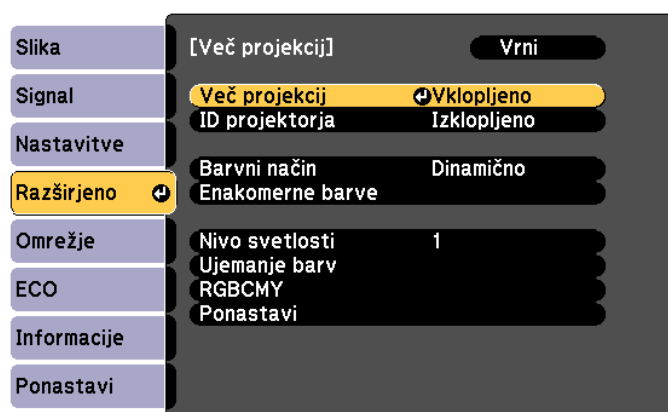 Slika
Signal
Nastavitve
Razširjeno
Omrežje
ECO
Informacije
Ponastavi
[Več projekcij] Vrni
Več projekcij Vklopljeno
ID projektorja Izklopljeno
Barvni način Dinamično
Enakomerne barve
Nivo svetlosti 1
Ujemanje barv
RGBCMY
Ponastavi